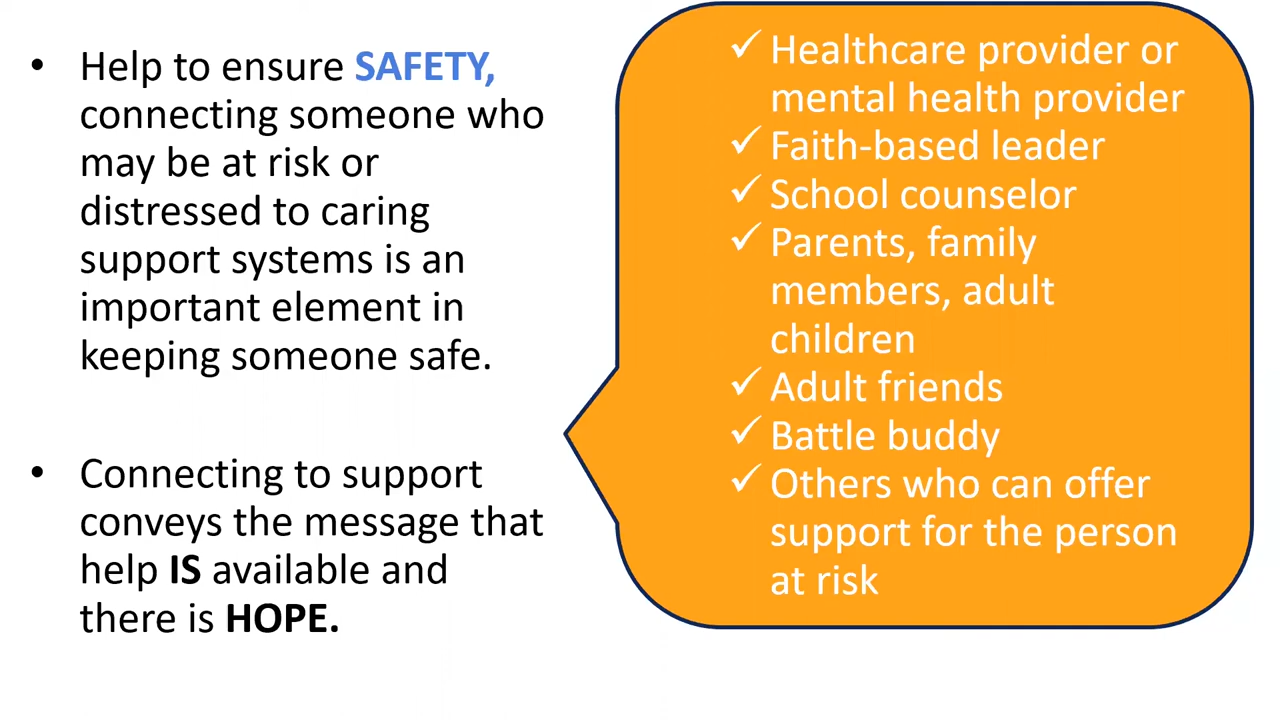 • Help to ensure SAFETY,
connecting someone who
may be at risk or
distressed to caring
support systems is an
important element in
keeping someone safe.
• Connecting to support
conveys the message that
help IS available and
there is HOPE.
✓ Healthcare provider or
mental health provider
✓ Faith-based leader
✓ School counselor
✓ Parents, family
members, adult
children
✓ Adult friends
✓ Battle buddy
✓ Others who can offer
support for the person
at risk